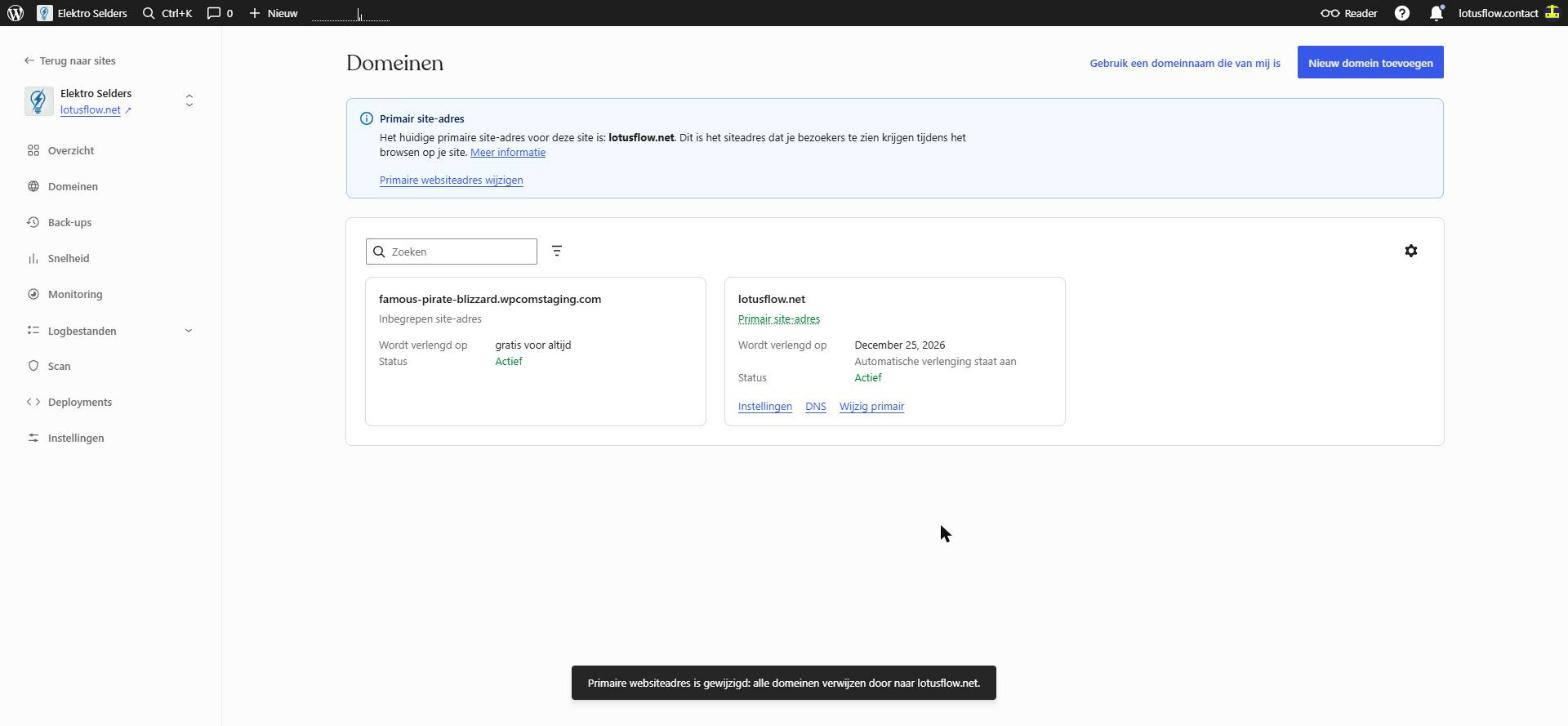 Elektro Selders
Ctrl+K
0
Nieuw
Reader
lotusflow.contact
Terug naar sites
Elektro Selders
lotusflow.net ↗
Overzicht
Domeinen
Back-ups
Snelheid
Monitoring
Logbestanden
Scan
Deployments
Instellingen
Domeinen
Gebruik een domeinnaam die van mij is
Nieuw domein toevoegen
Primair site-adres
Het huidige primaire site-adres voor deze site is: lotusflow.net. Dit is het siteadres dat je bezoekers te zien krijgen tijdens het
browsen op je site. Meer informatie
Primaire websiteadres wijzigen
Zoeken
famous-pirate-blizzard.wpcomstaging.com
Inbegrepen site-adres
Wordt verlengd op gratis voor altijd
Status Actief
lotusflow.net
Primair site-adres
Wordt verlengd op December 25, 2026
Automatische verlenging staat aan
Status Actief
Instellingen DNS Wijzig primair
Primaire websiteadres is gewijzigd: alle domeinen verwijzen door naar lotusflow.net.